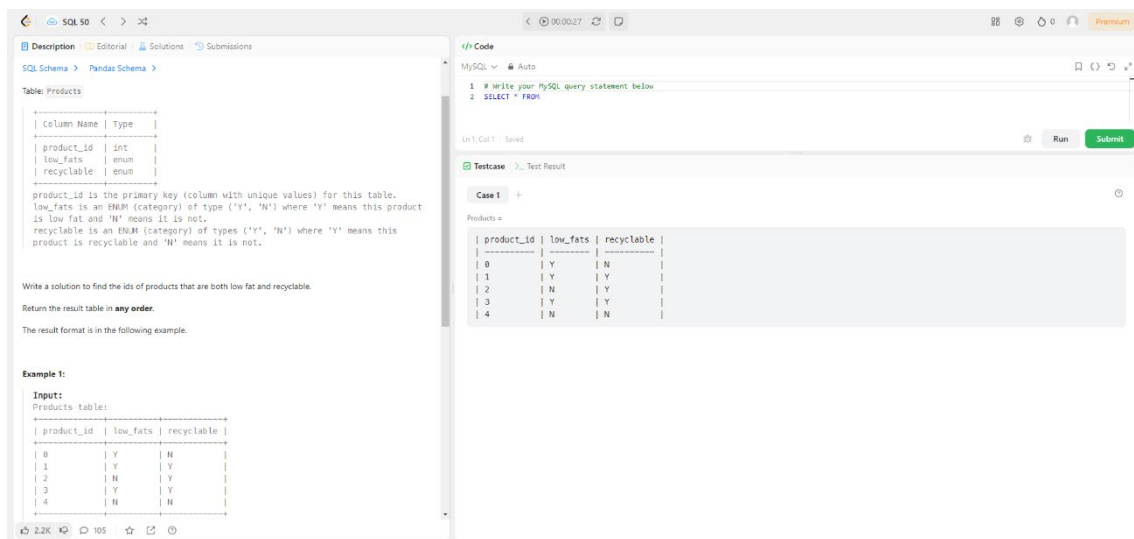 SQL 50
00:00:27
0
Premium
Description
Editorial
Solutions
Submissions
SQL Schema >
Pandas Schema >
Table: Products
+-------------+---------+
| Column Name | Type    |
+-------------+---------+
| product_id  | int     |
| low_fats    | enum    |
| recyclable  | enum    |
+-------------+---------+
product_id is the primary key (column with unique values) for this table.
low_fats is an ENUM (category) of type ('Y', 'N') where 'Y' means this product
is low fat and 'N' means it is not.
recyclable is an ENUM (category) of types ('Y', 'N') where 'Y' means this
product is recyclable and 'N' means it is not.
Write a solution to find the ids of products that are both low fat and recyclable.
Return the result table in any order.
The result format is in the following example.
Example 1:
Input:
Products table:
+-------------+----------+------------+
| product_id  | low_fats | recyclable |
+-------------+----------+------------+
| 0           | Y        | N          |
| 1           | Y        | Y          |
| 2           | N        | Y          |
| 3           | Y        | Y          |
| 4           | N        | N          |
+-------------+----------+------------+
2.2K
105
</> Code
MySQL
Auto
1 # Write your MySQL query statement below
2 SELECT * FROM
Ln 1, Col 1
Saved
Run
Submit
Testcase
>_ Test Result
Case 1
+
Products =
| product_id | low_fats | recyclable |
| ---------- | -------- | ---------- |
| 0          | Y        | N          |
| 1          | Y        | Y          |
| 2          | N        | Y          |
| 3          | Y        | Y          |
| 4          | N        | N          |